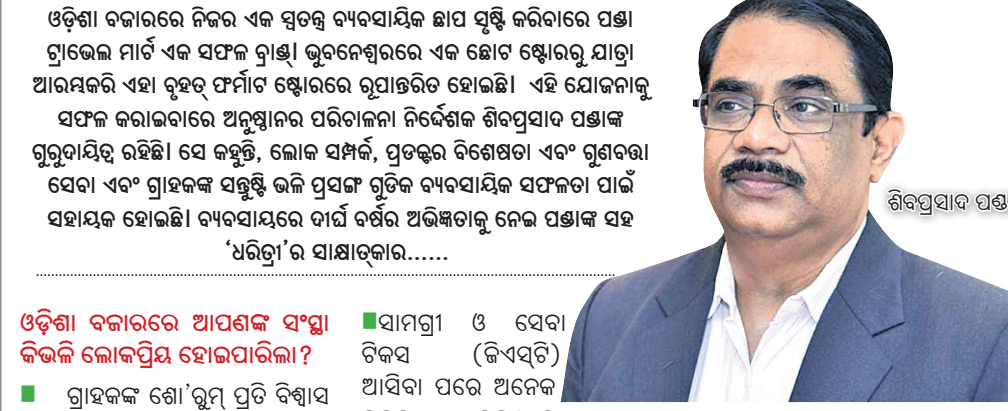 ଓଡ଼ିଶା ବଜାରରେ ନିଜର ଏକ ସ୍ୱତନ୍ତ୍ର ବ୍ୟବସାୟିକ ଛାପ ସୃଷ୍ଟି କରିବାରେ ପଣ୍ଡା
ଟ୍ରାଭେଲ ମାର୍ଟ ଏକ ସଫଳ ବ୍ରାଣ୍ଡ୍। ଭୁବନେଶ୍ୱରରେ ଏକ ଛୋଟ ଷ୍ଟୋରରୁ ଯାତ୍ରା
ଆରମ୍ଭକରି ଏହା ବୃହତ୍ ଫର୍ମାଟ ଷ୍ଟୋରରେ ରୂପାନ୍ତରିତ ହୋଇଛି। ଏହି ଯୋଜନାକୁ
ସଫଳ କରାଇବାରେ ଅନୁଷ୍ଠାନର ପରିଚାଳନା ନିର୍ଦ୍ଦେଶକ ଶିବପ୍ରସାଦ ପଣ୍ଡାଙ୍କ
ଗୁରୁଦାୟିତ୍ୱ ରହିଛି। ସେ କହୁନ୍ତି, ଲୋକ ସମ୍ପର୍କ, ପ୍ରଡକ୍ଟର ବିଶେଷତା ଏବଂ ଗୁଣବତ୍ତା
ସେବା ଏବଂ ଗ୍ରାହକଙ୍କ ସନ୍ତୁଷ୍ଟି ଭଳି ପ୍ରସଙ୍ଗ ଗୁଡିକ ବ୍ୟବସାୟିକ ସଫଳତା ପାଇଁ
ସହାୟକ ହୋଇଛି। ବ୍ୟବସାୟରେ ଦୀର୍ଘ ବର୍ଷର ଅଭିଜ୍ଞତାକୁ ନେଇ ପଣ୍ଡାଙ୍କ ସହ
‘ଧରିତ୍ରୀ’ର ସାକ୍ଷାତ୍‌କାର......
ଶିବପ୍ରସାଦ
ଓଡ଼ିଶା ବଜାରରେ ଆପଣଙ୍କ ସଂସ୍ଥା
କିଭଳି ଲୋକପ୍ରିୟ ହୋଇପାରିଲା?
■ ଗ୍ରାହକଙ୍କ ଶୋ’ରୁମ୍ ପ୍ରତି ବିଶ୍ୱାସ
■ସାମଗ୍ରୀ ଓ ସେବା
ଟିକସ (ଜିଏସ୍‌ଟି)
ଆସିବା ପରେ ଅନେକ